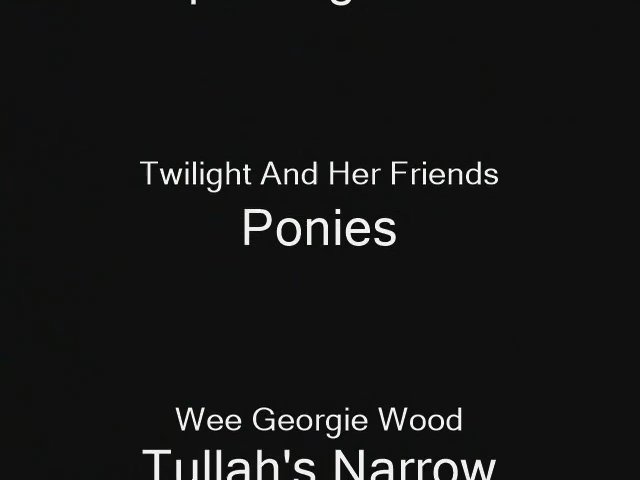 Twilight And Her Friends
Ponies
Wee Georgie Wood
Tullah's Narrow